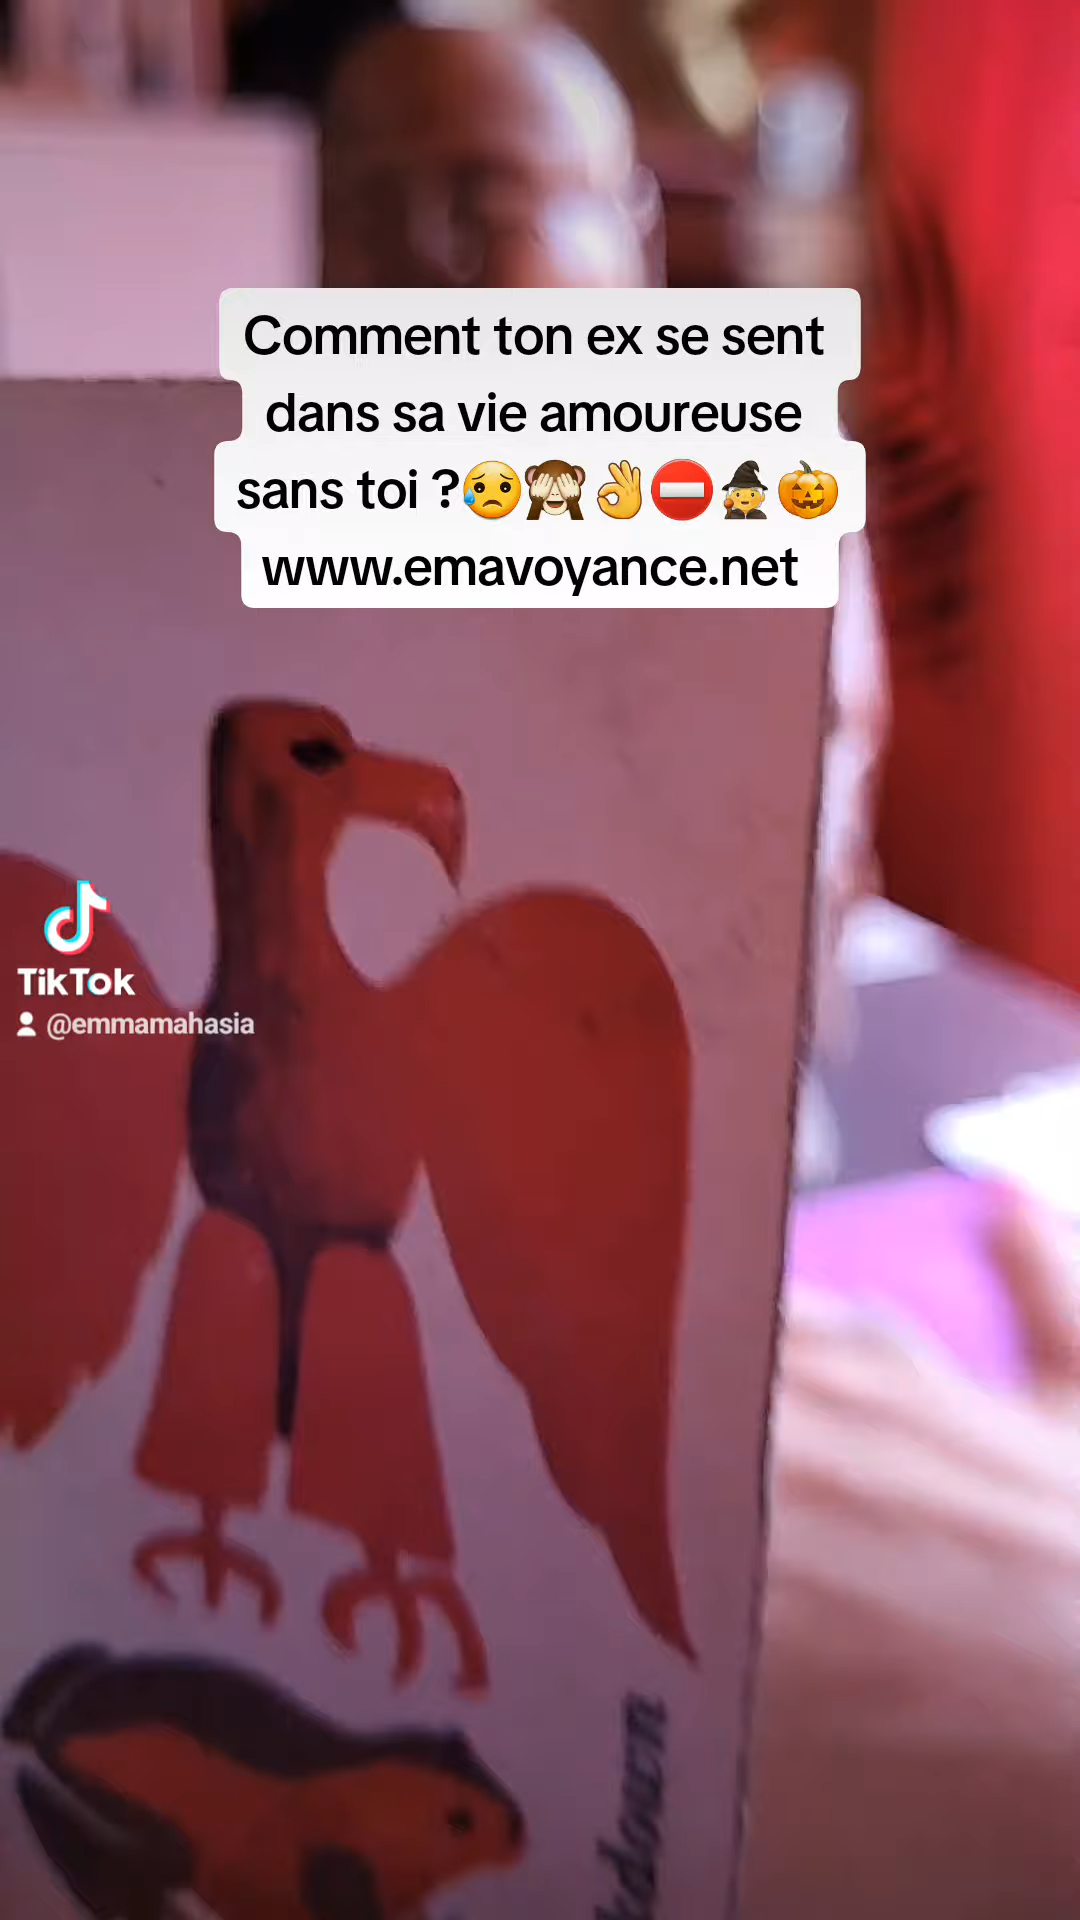 Comment ton ex se sent
dans sa vie amoureuse
sans toi ?😥🙈👌⛔🧙🎃
www.emavoyance.net
TikTok
@emmamahasia